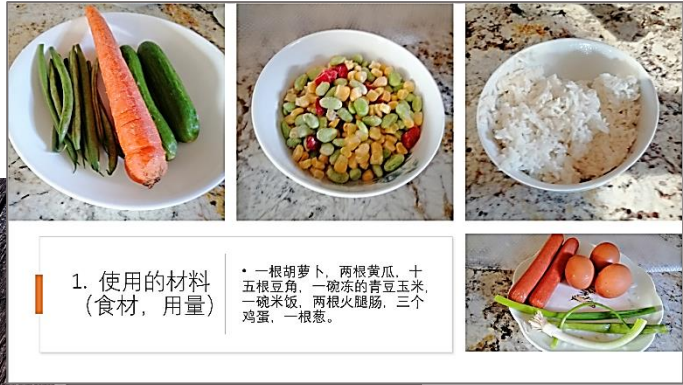 1. 使用的材料
（食材，用量）
• 一根胡萝卜，两根黄瓜，十
五根豆角，一碗冻的青豆玉米，
一碗米饭，两根火腿肠，三个
鸡蛋，一根葱。